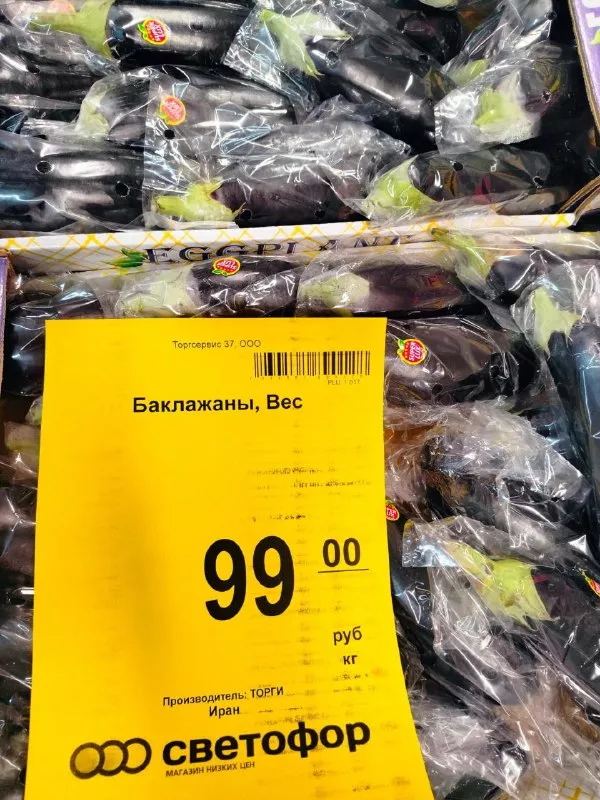 EGGPLANT
Торгсервис 37, ООО
Баклажаны, Вес
99 00
руб
кг
Производитель: ТОРГИ
Иран
светофор
МАГАЗИН НИЗКИХ ЦЕН